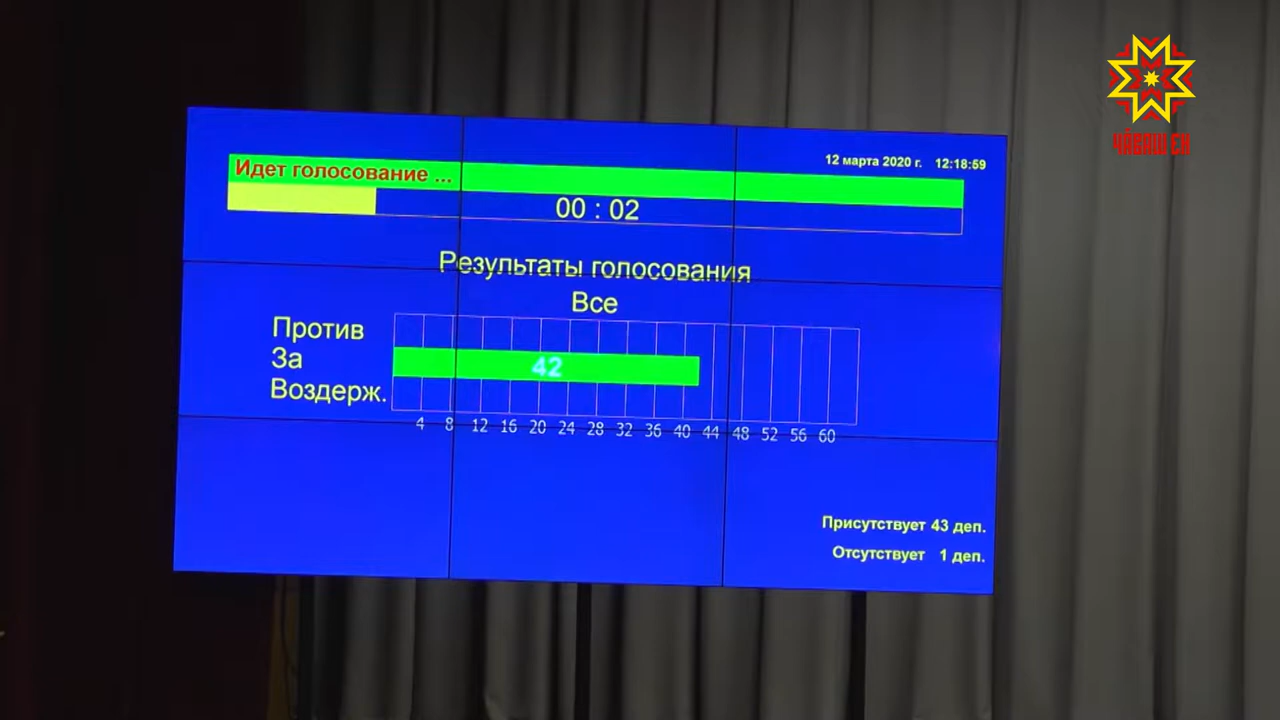 ЧӐВАШ ЕН
12 марта 2020 г. 12:18:59
Идет голосование ...
00 : 02
Результаты голосования
Все
Против
За 42
Воздерж.
4 8 12 16 20 24 28 32 36 40 44 48 52 56 60
Присутствует 43 деп.
Отсутствует 1 деп.